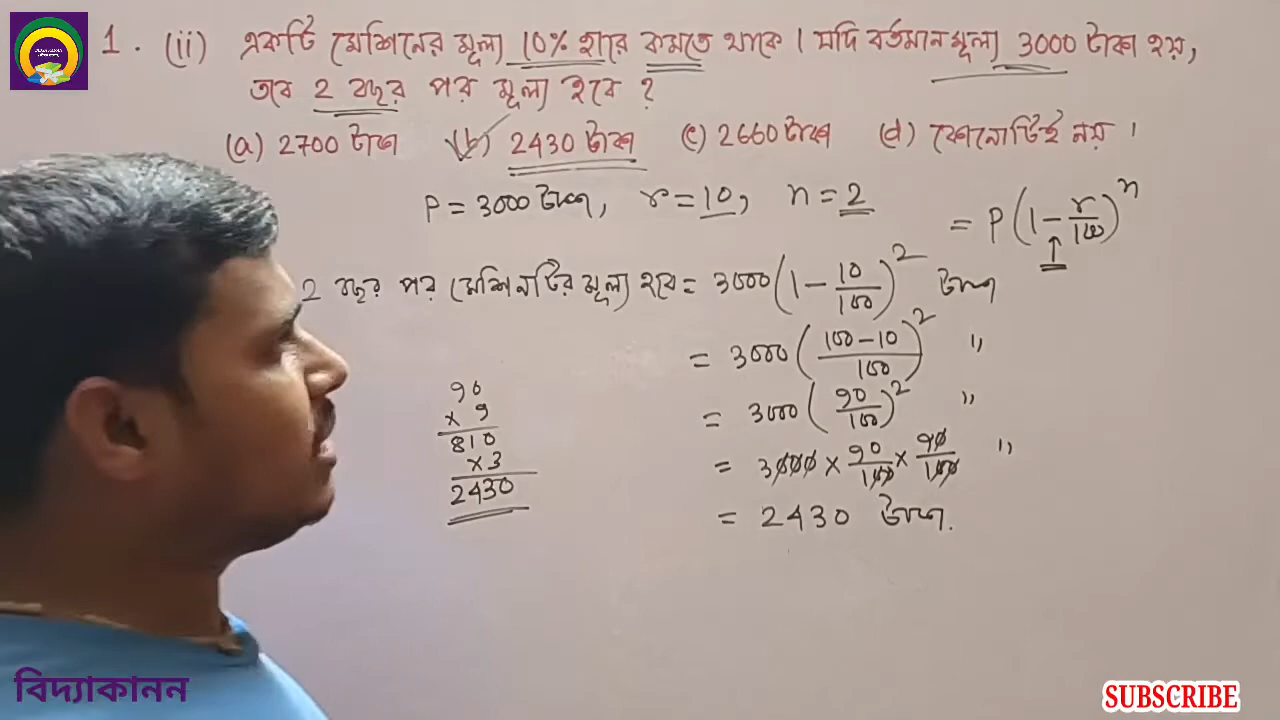 1. (ii) একটি মেশিনের মূল্য 10% হারে কমতে থাকে। যদি বর্তমান মূল্য 3000 টাকা হয়,
তবে 2 বছর পর মূল্য হবে ?
(a) 2700 টাকা (b) 2430 টাকা (c) 2660 টাকা (d) কোনোটিই নয়।
P = 3000 টাকা, r = 10, n = 2
= P(1 - r/100)^n
2 বছর পর মেশিনটির মূল্য হবে = 3000(1 - 10/100)^2 টাকা
= 3000(100-10/100)^2 "
= 3000(90/100)^2 "
= 3000 × 90/100 × 90/100 "
= 2430 টাকা.
90
× 9
810
×3
2430
বিদ্যাকানন
SUBSCRIBE